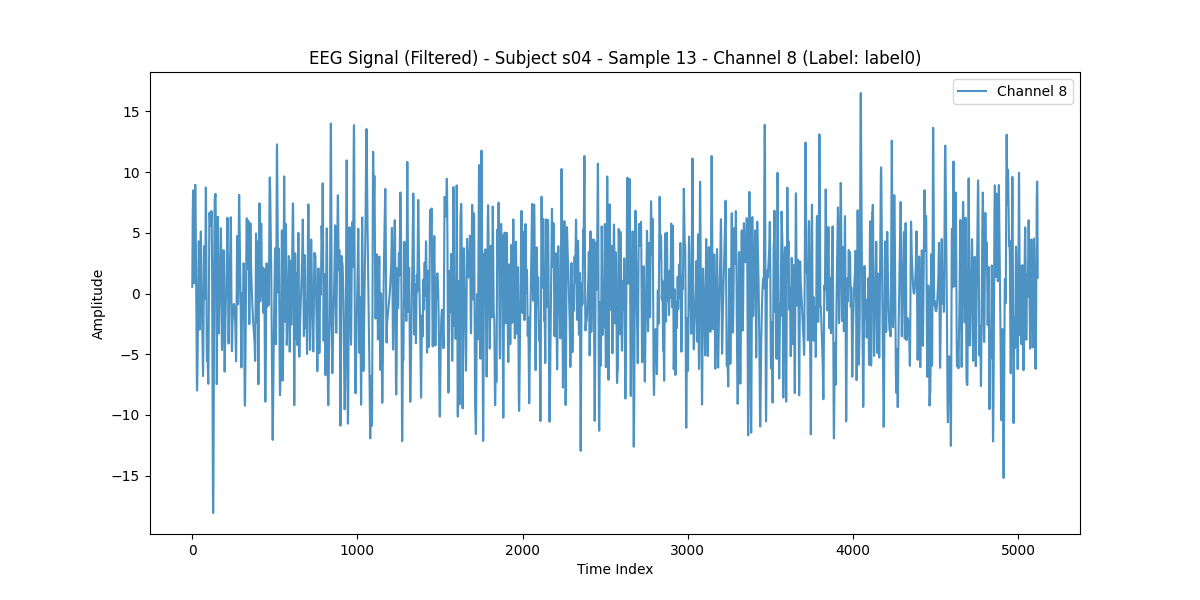 EEG Signal (Filtered) - Subject s04 - Sample 13 - Channel 8 (Label: label0)
Channel 8
15
10
5
0
−5
−10
−15
Amplitude
0 1000 2000 3000 4000 5000
Time Index